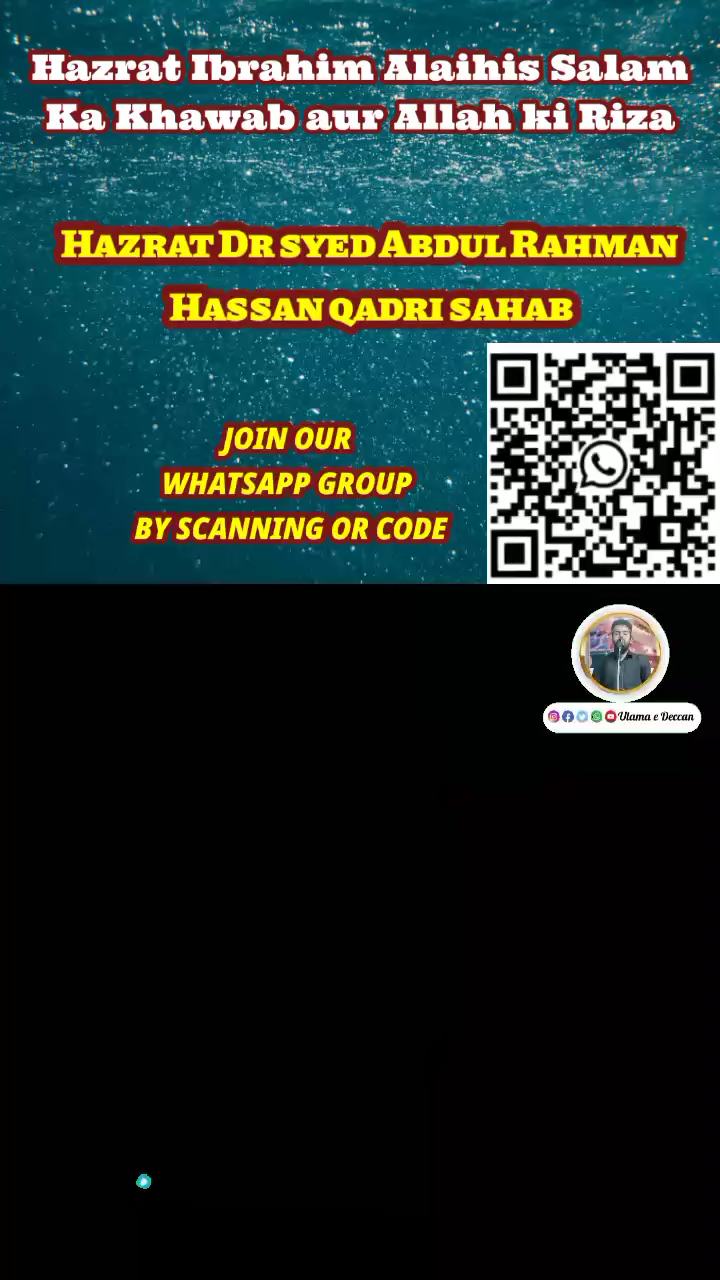 Hazrat Ibrahim Alaihis Salam
Ka Khawab aur Allah ki Riza
HAZRAT DR SYED ABDUL RAHMAN
HASSAN QADRI SAHAB
JOIN OUR
WHATSAPP GROUP
BY SCANNING OR CODE
Ulama e Deccan